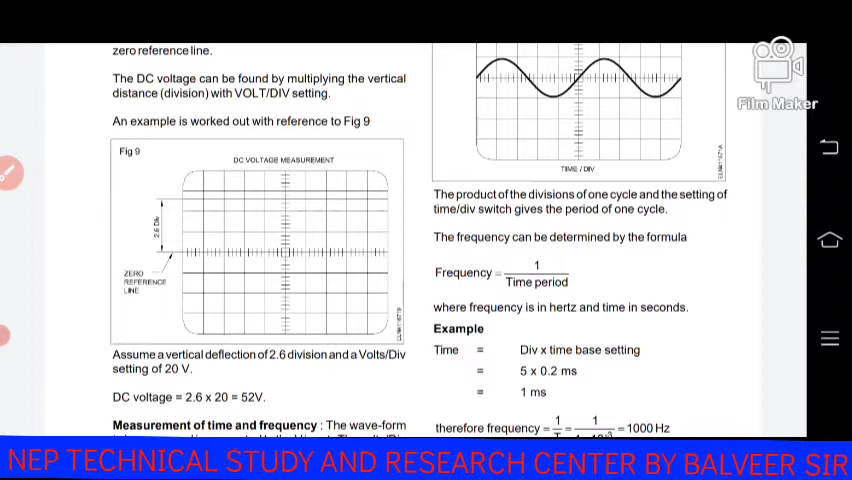 zero reference line.
The DC voltage can be found by multiplying the vertical
distance (division) with VOLT/DIV setting.
An example is worked out with reference to Fig 9
Fig 9
DC VOLTAGE MEASUREMENT
2.6 Div
ZERO
REFERENCE
LINE
Assume a vertical deflection of 2.6 division and a Volts/Div
setting of 20 V.
DC voltage = 2.6 x 20 = 52V.
Measurement of time and frequency : The wave-form
TIME / DIV
The product of the divisions of one cycle and the setting of
time/div switch gives the period of one cycle.
The frequency can be determined by the formula
Frequency = 1
Time period
where frequency is in hertz and time in seconds.
Example
Time = Div x time base setting
= 5 x 0.2 ms
= 1 ms
therefore frequency = 1 = 1 = 1000 Hz
Film Maker
NEP TECHNICAL STUDY AND RESEARCH CENTER BY BALVEER SIR